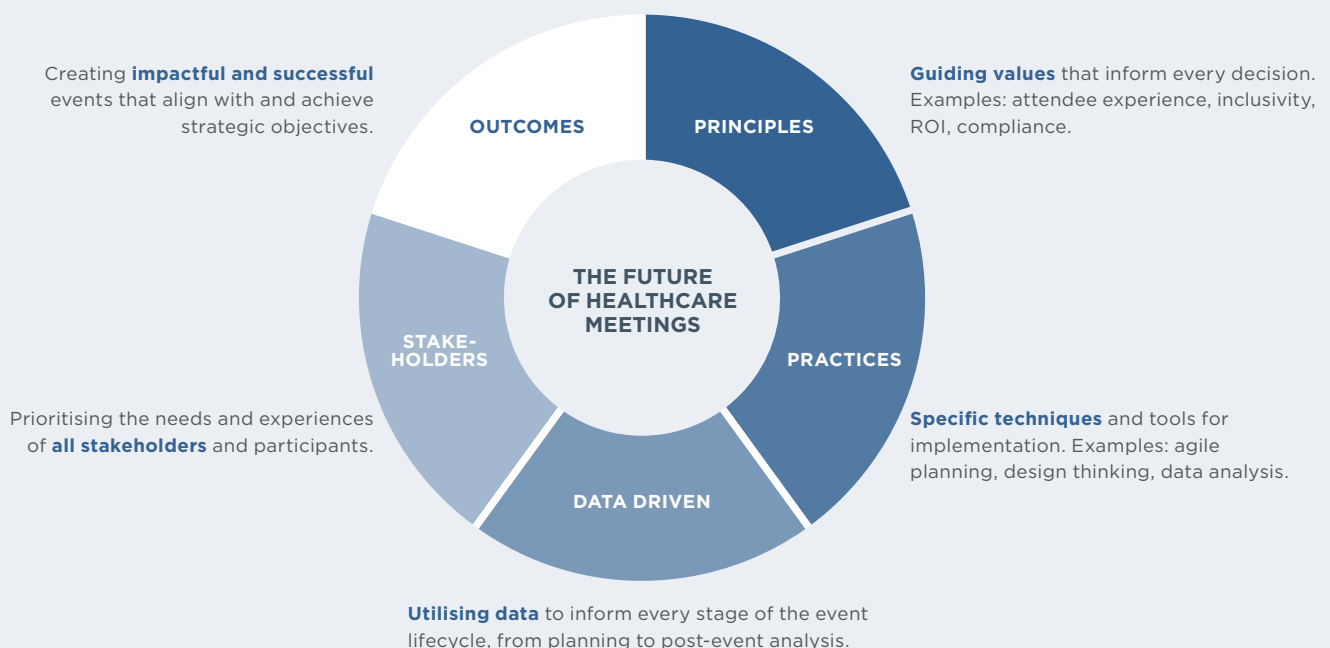 Creating impactful and successful
events that align with and achieve
strategic objectives.
OUTCOMES
PRINCIPLES
Guiding values that inform every decision.
Examples: attendee experience, inclusivity,
ROI, compliance.
THE FUTURE
OF HEALTHCARE
MEETINGS
STAKE-
HOLDERS
PRACTICES
Prioritising the needs and experiences
of all stakeholders and participants.
Specific techniques and tools for
implementation. Examples: agile
planning, design thinking, data analysis.
DATA DRIVEN
Utilising data to inform every stage of the event
lifecycle, from planning to post-event analysis.